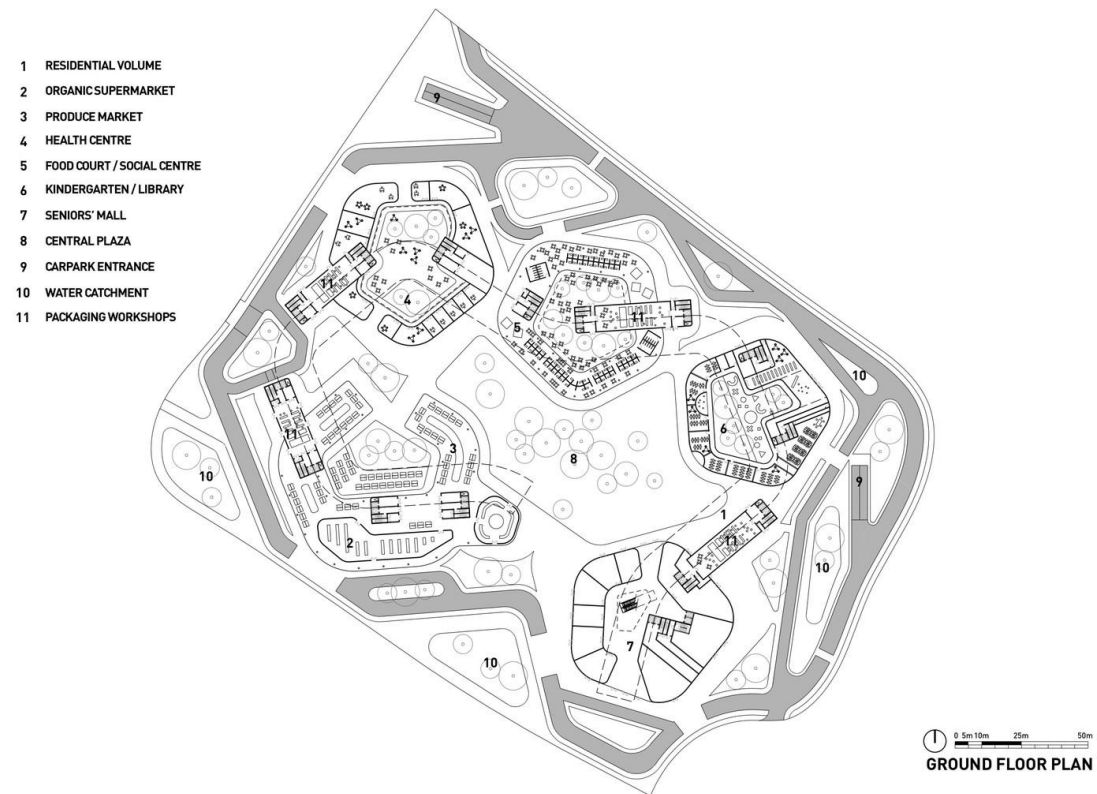 1 RESIDENTIAL VOLUME
2 ORGANIC SUPERMARKET
3 PRODUCE MARKET
4 HEALTH CENTRE
5 FOOD COURT / SOCIAL CENTRE
6 KINDERGARTEN / LIBRARY
7 SENIORS' MALL
8 CENTRAL PLAZA
9 CARPARK ENTRANCE
10 WATER CATCHMENT
11 PACKAGING WORKSHOPS
9
11
4
11
5
10
6
11
3
8
9
10
2
1
11
10
7
10
0 5m 10m 25m 50m
GROUND FLOOR PLAN